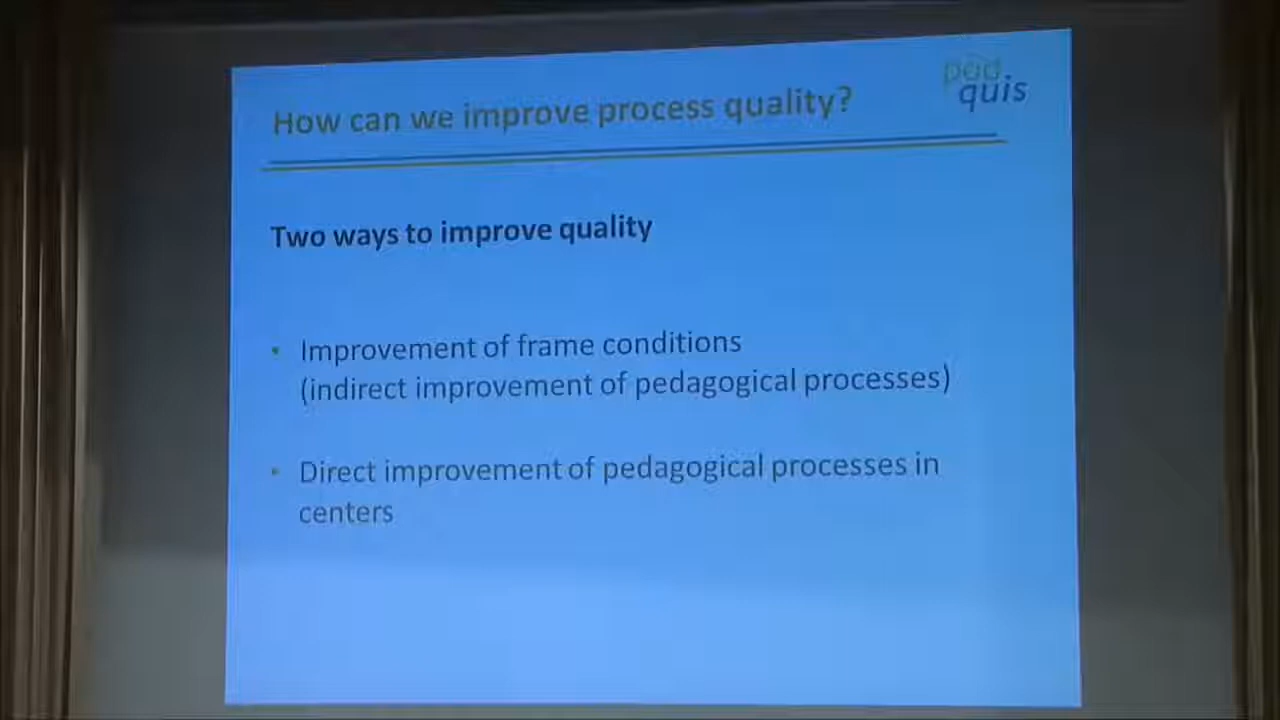 How can we improve process quality?
päd
quis
Two ways to improve quality
• Improvement of frame conditions
(indirect improvement of pedagogical processes)
• Direct improvement of pedagogical processes in
centers